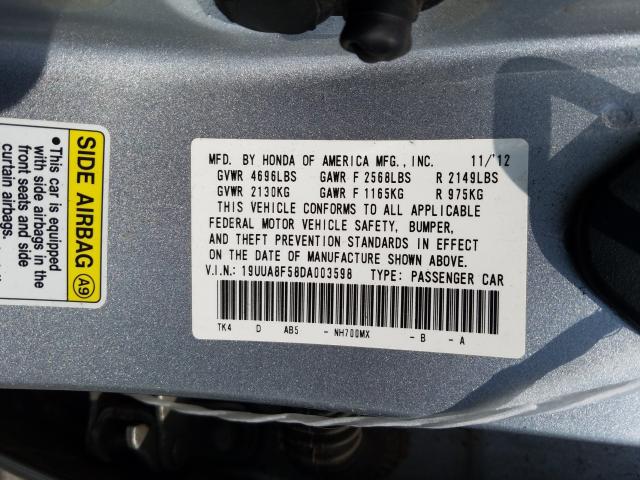 SIDE AIRBAG A9
●This car is equipped
with side airbags in the
front seats and side
curtain airbags.
MFD. BY HONDA OF AMERICA MFG., INC. 11/'12
GVWR 4696LBS GAWR F 2568LBS R 2149LBS
GVWR 2130KG GAWR F 1165KG R 975KG
THIS VEHICLE CONFORMS TO ALL APPLICABLE
FEDERAL MOTOR VEHICLE SAFETY, BUMPER,
AND THEFT PREVENTION STANDARDS IN EFFECT
ON THE DATE OF MANUFACTURE SHOWN ABOVE.
V.I.N.: 19UUA8F58DA003598 TYPE: PASSENGER CAR
TK4 D AB5 - NH700MX - B - A